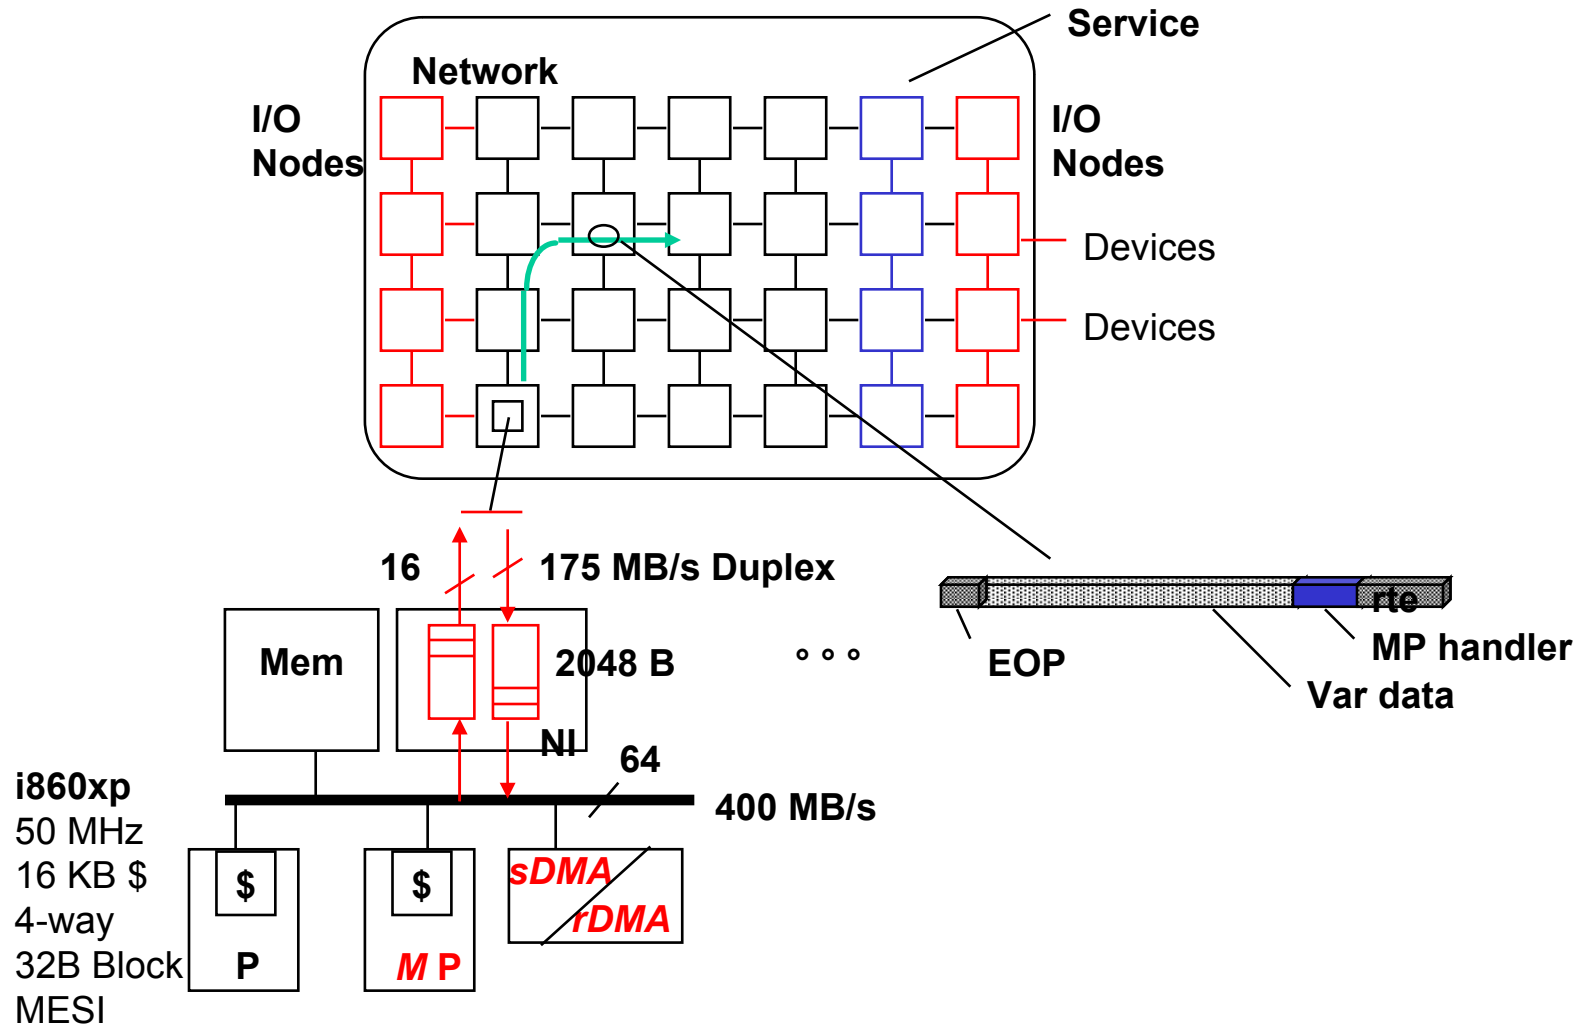 Service
Network
I/O
Nodes
I/O
Nodes
Devices
Devices
16
175 MB/s Duplex
rte
MP handler
Mem
2048 B
° ° °
EOP
Var data
NI
64
i860xp
400 MB/s
50 MHz
16 KB $
4-way
32B Block
MESI
$
P
$
M P
sDMA
rDMA